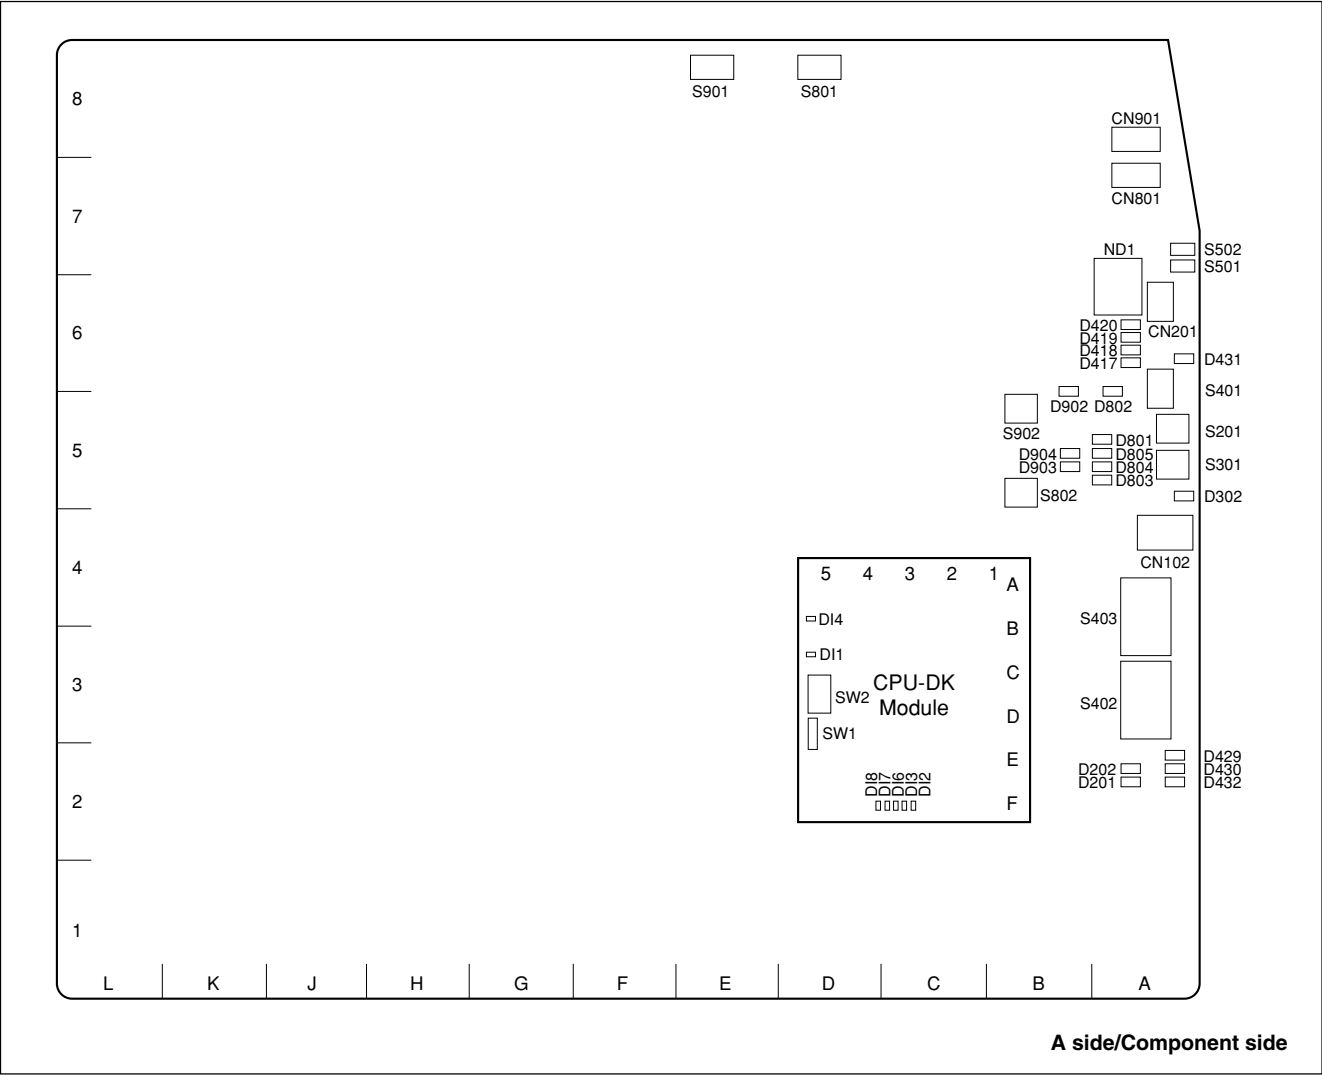 8
S901
S801
CN901
CN801
7
ND1
S502
S501
CN201
6
D420
D419
D418
D417
D431
S401
D902
D802
S902
S201
5
D801
D904
D805
D903
D804
D803
S301
S802
D302
CN102
4
5 4 3 2 1
A
DI4
B
S403
DI1
C
3
CPU-DK
Module
SW2
D
S402
SW1
E
D429
D202
D430
D201
D432
DI8
DI7
DI6
DI3
DI2
F
2
1
L K J H G F E D C B A
A side/Component side